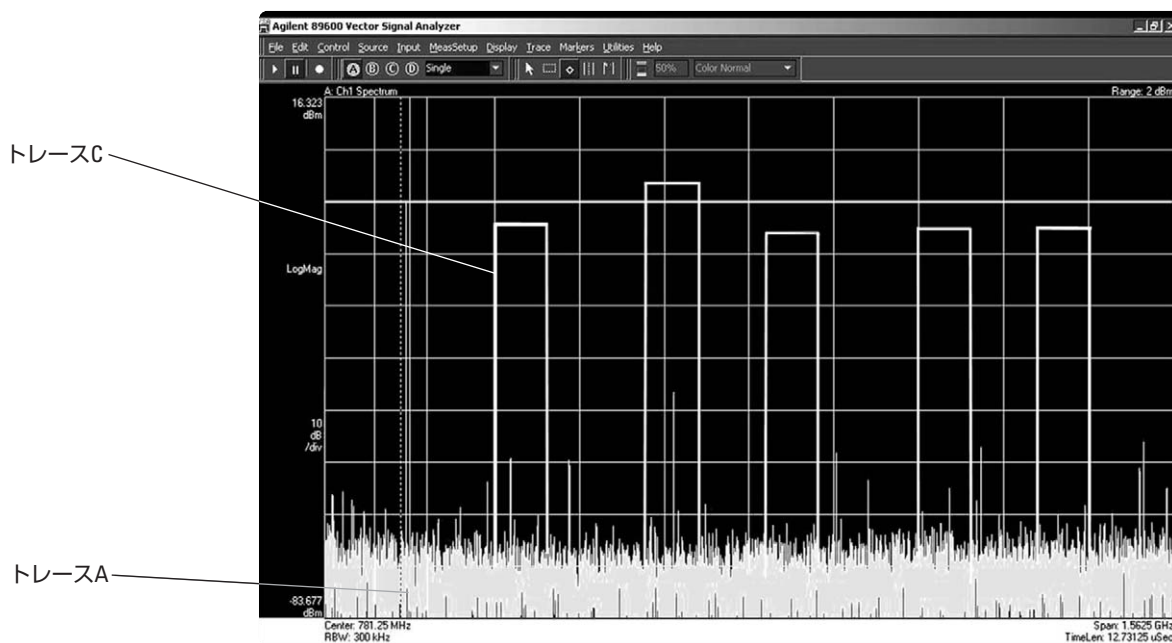 Agilent 89600 Vector Signal Analyzer
File Edit Control Source Input MeasSetup Display Trace Markers Utilities Help
A B C D Single 50% Color Normal
A: Ch1 Spectrum Range: 2 dBm
16.323
dBm
トレースC
LogMag
10
dB
/div
トレースA
-83.677
dBm
Center: 781.25 MHz Span: 1.5625 GHz
RBW: 300 kHz TimeLen: 12.73125 uSec